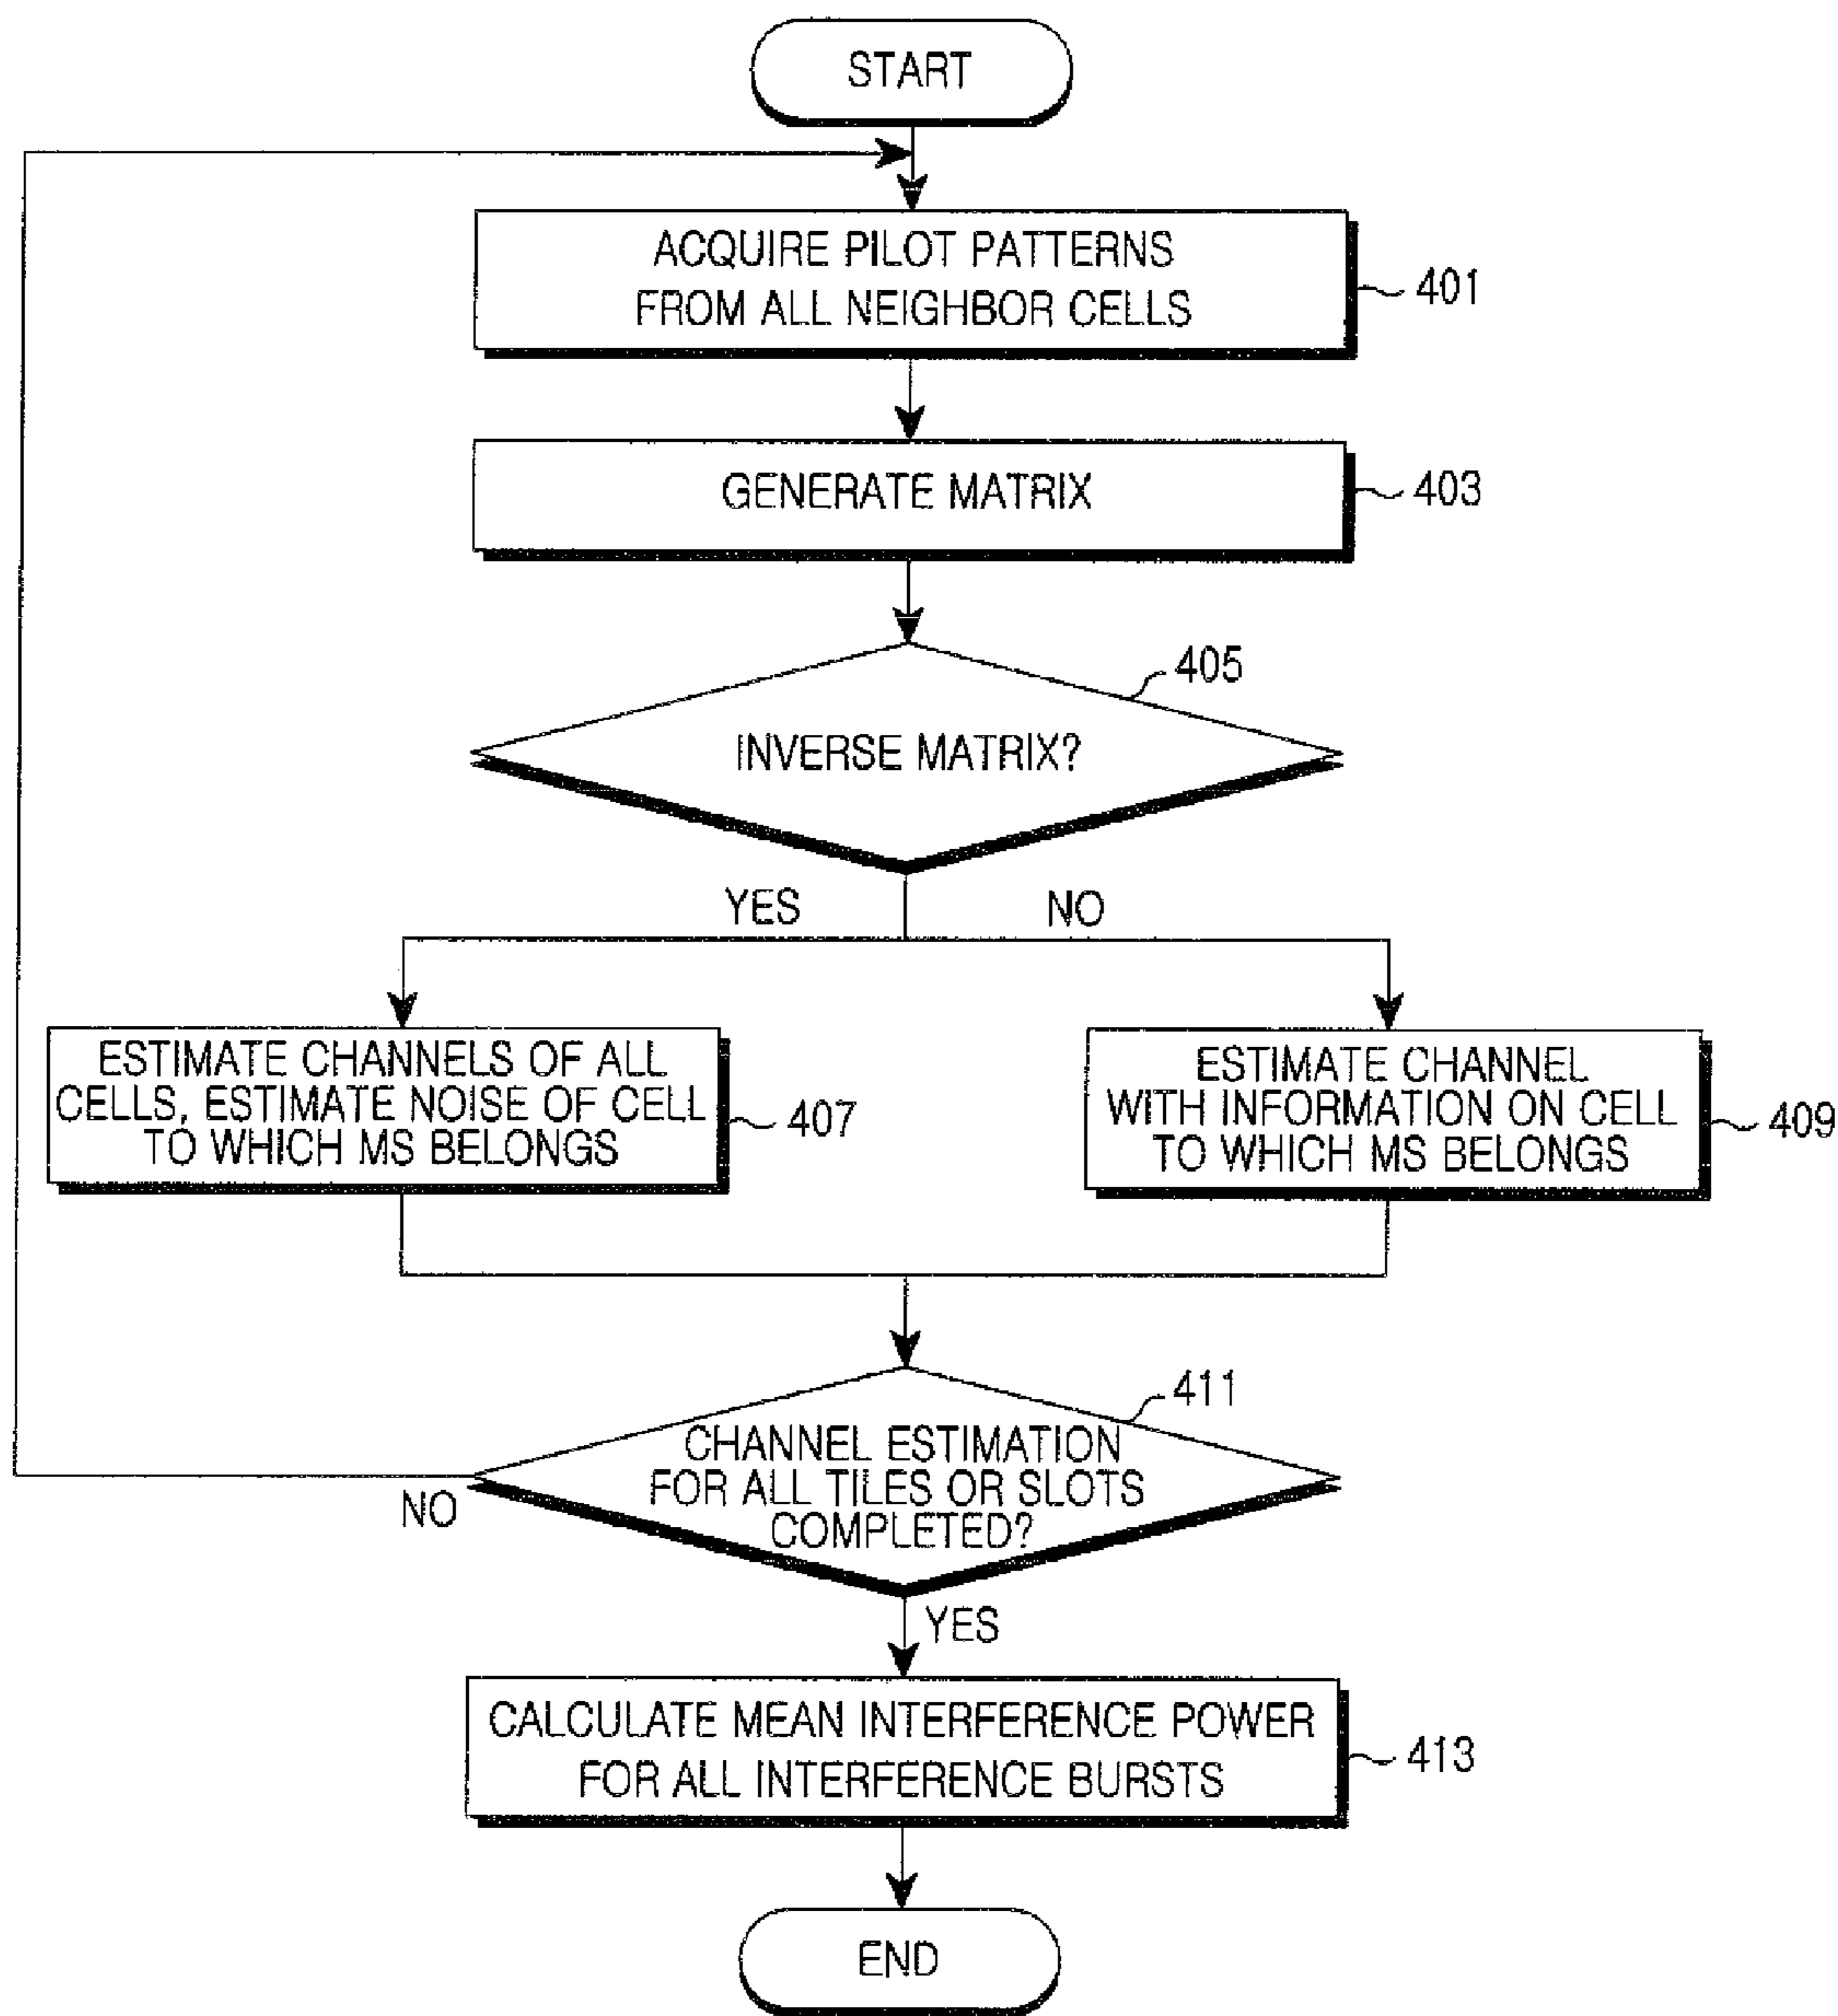 START
ACQUIRE PILOT PATTERNS
FROM ALL NEIGHBOR CELLS
401
GENERATE MATRIX
403
405
INVERSE MATRIX?
YES
NO
ESTIMATE CHANNELS OF ALL
CELLS, ESTIMATE NOISE OF CELL
TO WHICH MS BELONGS
407
ESTIMATE CHANNEL
WITH INFORMATION ON CELL
TO WHICH MS BELONGS
409
411
CHANNEL ESTIMATION
FOR ALL TILES OR SLOTS
COMPLETED?
NO
YES
CALCULATE MEAN INTERFERENCE POWER
FOR ALL INTERFERENCE BURSTS
413
END